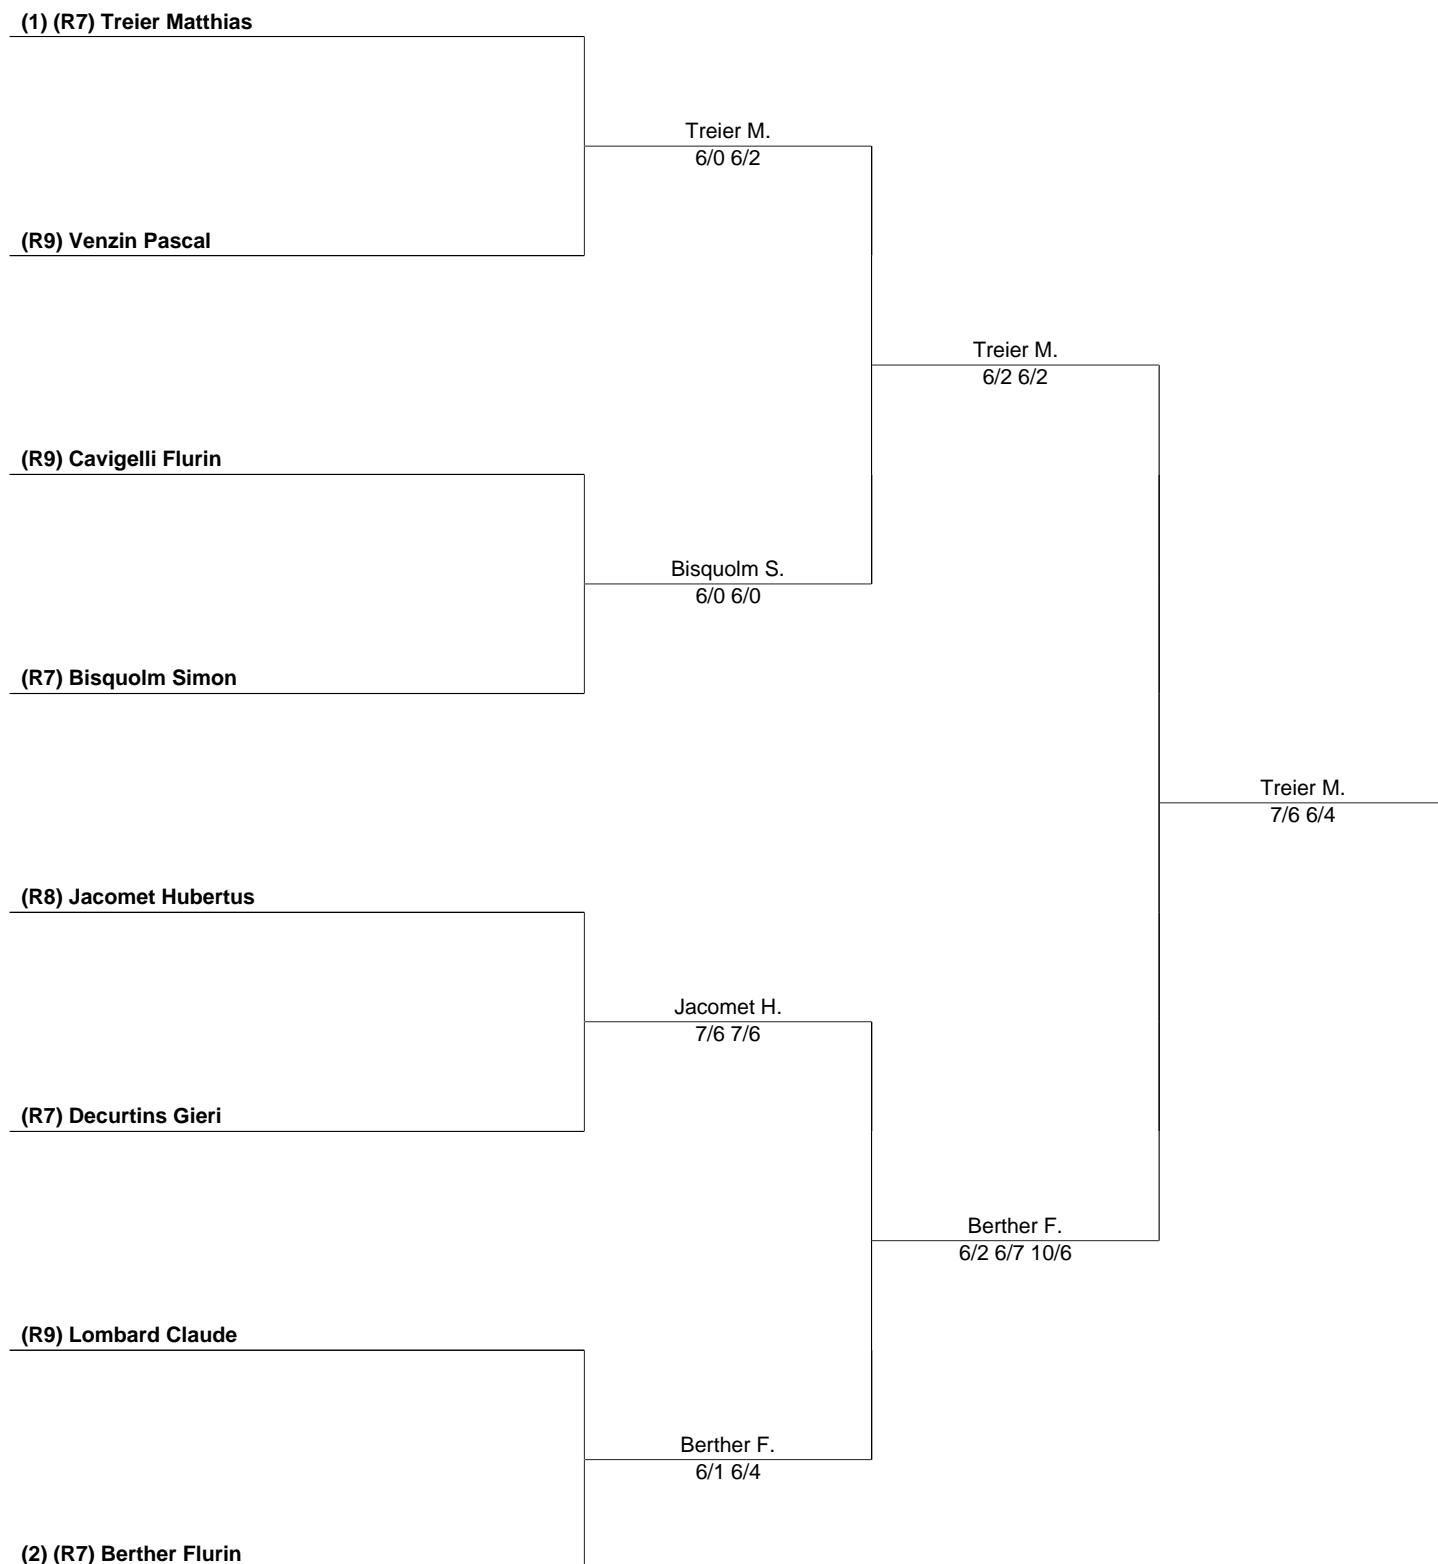 (1) (R7) Treier Matthias
Treier M.
6/0 6/2
(R9) Venzin Pascal
Treier M.
6/2 6/2
(R9) Cavigelli Flurin
Bisquolm S.
6/0 6/0
(R7) Bisquolm Simon
Treier M.
7/6 6/4
(R8) Jacomet Hubertus
Jacomet H.
7/6 7/6
(R7) Decurtins Gieri
Berther F.
6/2 6/7 10/6
(R9) Lombard Claude
Berther F.
6/1 6/4
(2) (R7) Berther Flurin